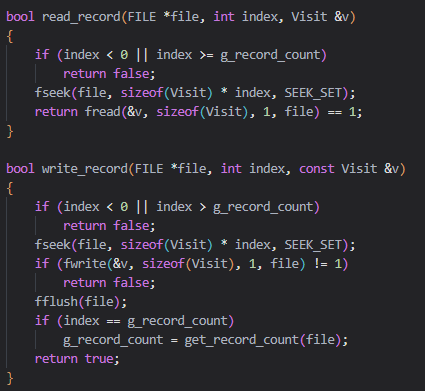 bool read_record(FILE *file, int index, Visit &v)
{
    if (index < 0 || index >= g_record_count)
        return false;
    fseek(file, sizeof(Visit) * index, SEEK_SET);
    return fread(&v, sizeof(Visit), 1, file) == 1;
}

bool write_record(FILE *file, int index, const Visit &v)
{
    if (index < 0 || index > g_record_count)
        return false;
    fseek(file, sizeof(Visit) * index, SEEK_SET);
    if (fwrite(&v, sizeof(Visit), 1, file) != 1)
        return false;
    fflush(file);
    if (index == g_record_count)
        g_record_count = get_record_count(file);
    return true;
}